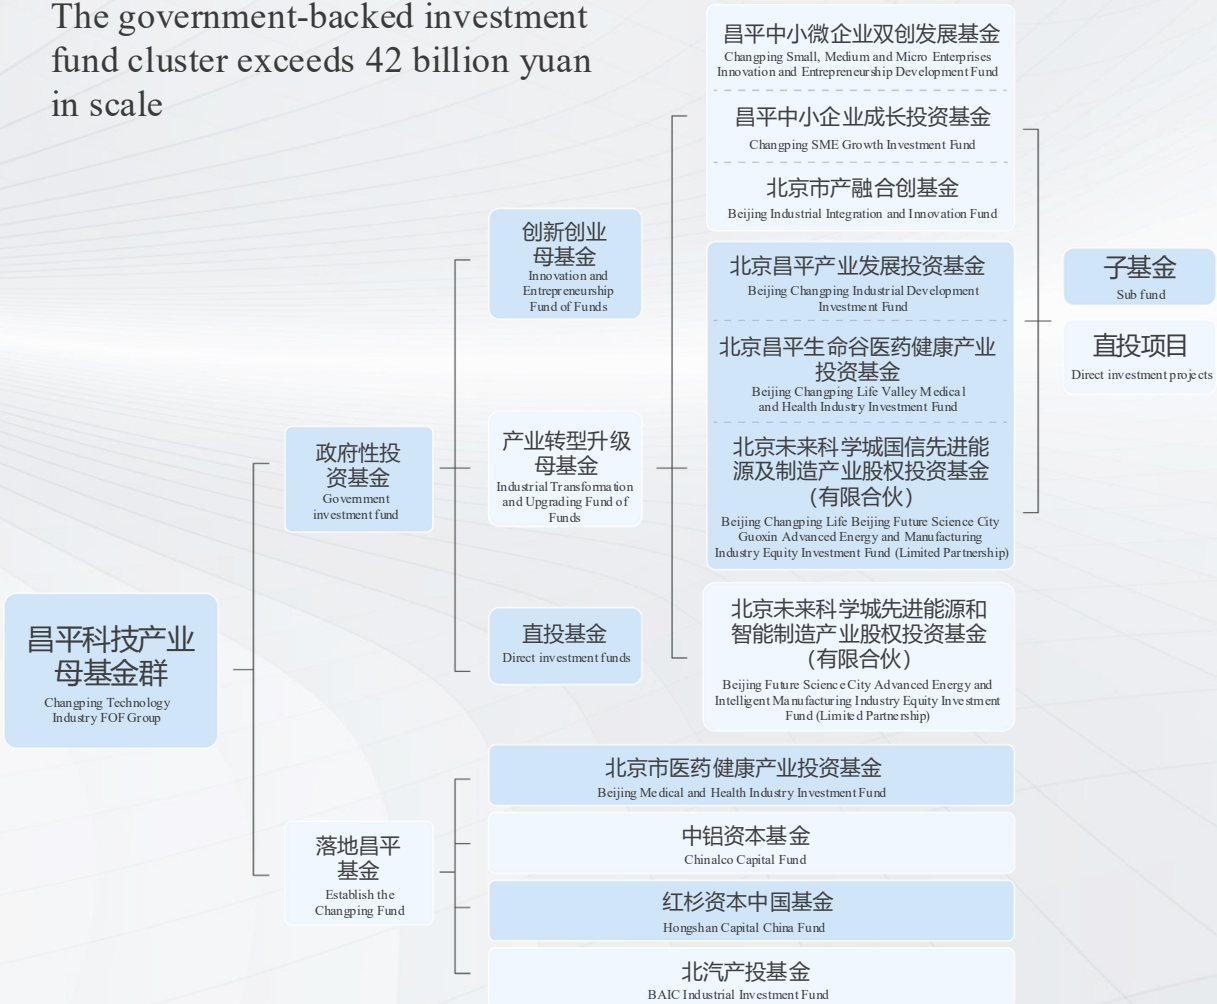 The government-backed investment
fund cluster exceeds 42 billion yuan
in scale
昌平科技产业
母基金群
Changping Technology
Industry FOF Group
政府性投
资基金
Government
investment fund
落地昌平
基金
Establish the
Changping Fund
创新创业
母基金
Innovation and
Entrepreneurship
Fund of Funds
产业转型升级
母基金
Industrial Transformation
and Upgrading Fund of
Funds
直投基金
Direct investment funds
昌平中小微企业双创发展基金
Changping Small, Medium and Micro Enterprises
Innovation and Entrepreneurship Development Fund
昌平中小企业成长投资基金
Changping SME Growth Investment Fund
北京市产融合创基金
Beijing Industrial Integration and Innovation Fund
北京昌平产业发展投资基金
Beijing Changping Industrial Development
Investment Fund
北京昌平生命谷医药健康产业
投资基金
Beijing Changping Life Valley Medical
and Health Industry Investment Fund
北京未来科学城国信先进能
源及制造产业股权投资基金
(有限合伙)
Beijing Changping Life Beijing Future Science City
Guoxin Advanced Energy and Manufacturing
Industry Equity Investment Fund (Limited Partnership)
北京未来科学城先进能源和
智能制造产业股权投资基金
(有限合伙)
Beijing Future Science City Advanced Energy and
Intelligent Manufacturing Industry Equity Investment
Fund (Limited Partnership)
子基金
Sub fund
直投项目
Direct investment projects
北京市医药健康产业投资基金
Beijing Medical and Health Industry Investment Fund
中铝资本基金
Chinalco Capital Fund
红杉资本中国基金
Hongshan Capital China Fund
北汽产投基金
BAIC Industrial Investment Fund